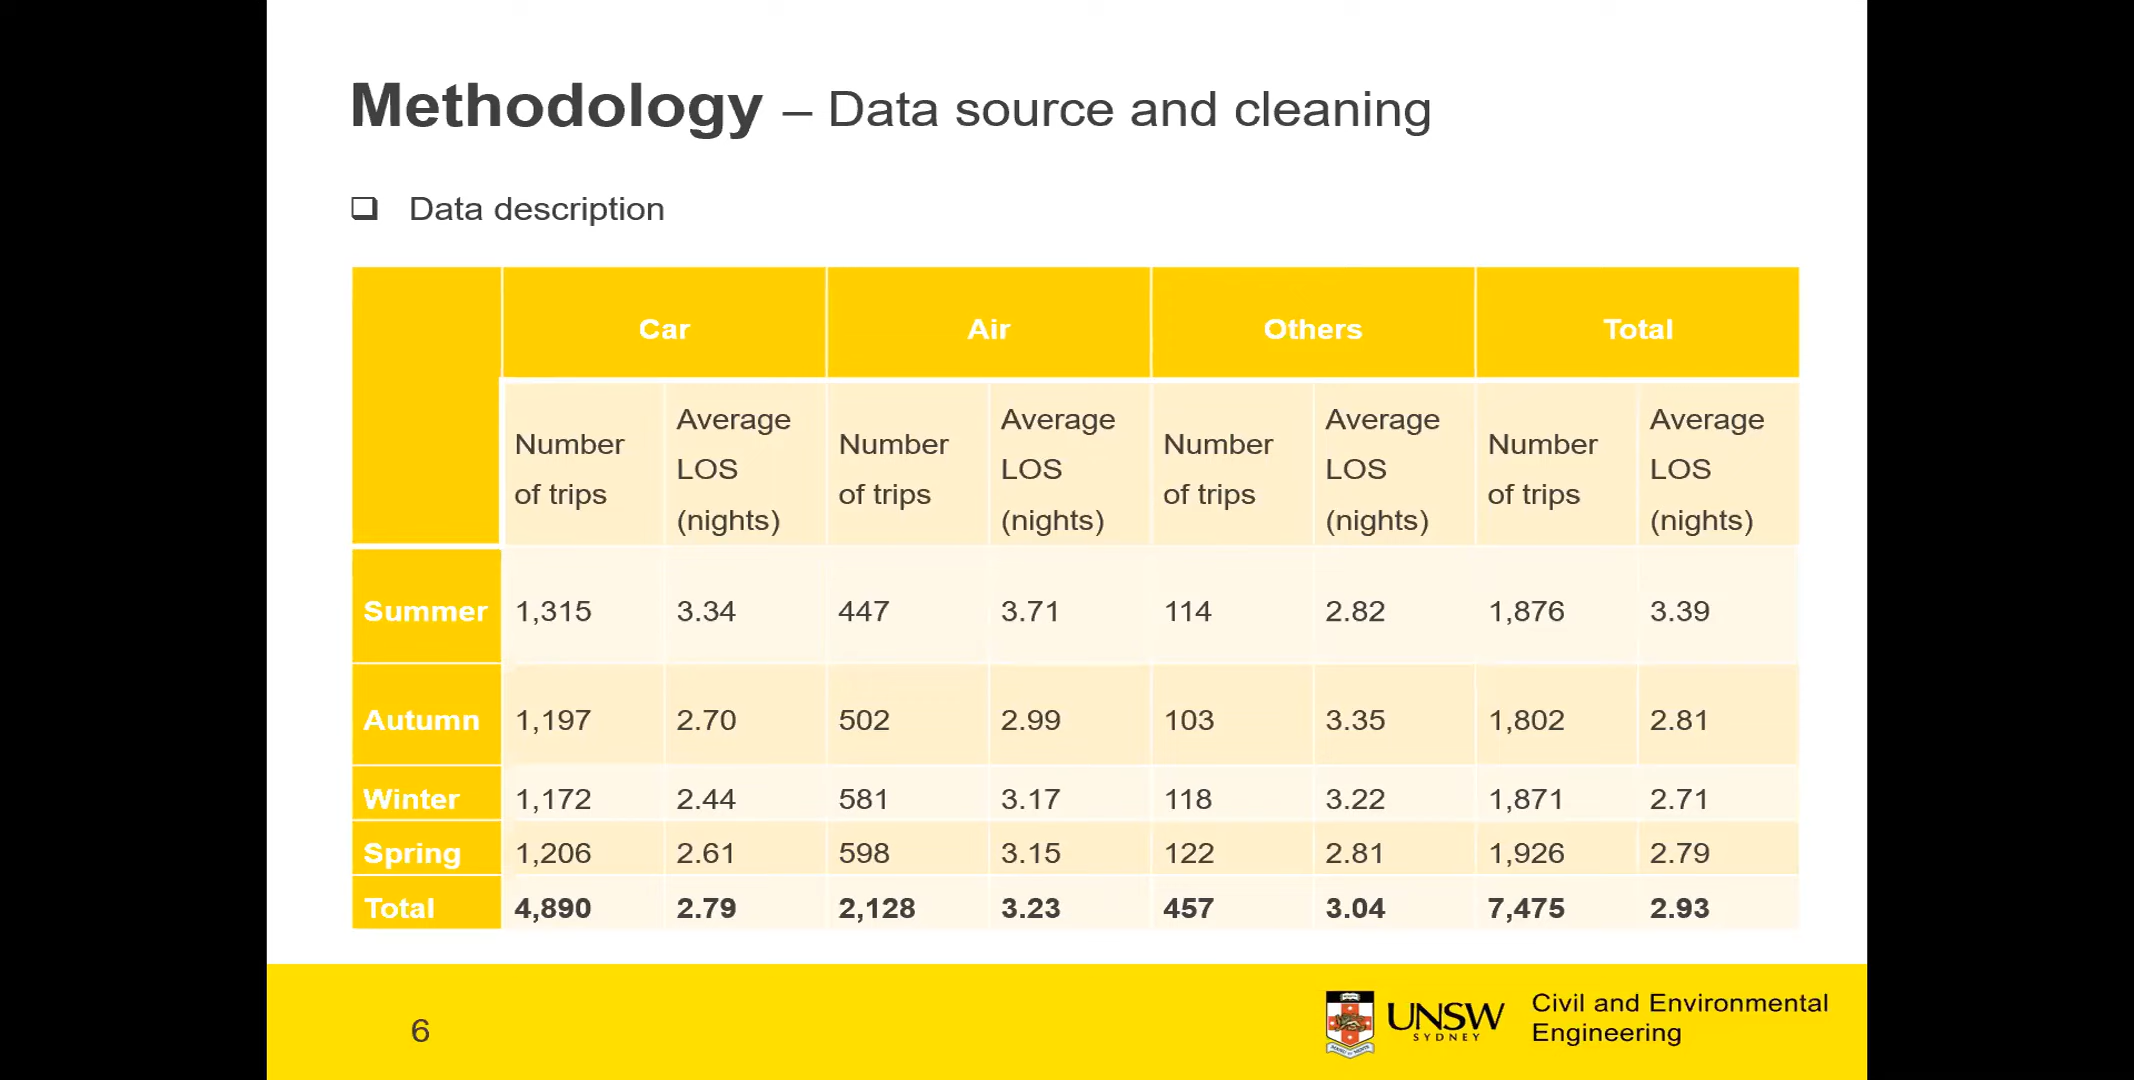 Methodology – Data source and cleaning
❑ Data description
Car Air Others Total
Number of trips Average LOS (nights) Number of trips Average LOS (nights) Number of trips Average LOS (nights) Number of trips Average LOS (nights)
Summer 1,315 3.34 447 3.71 114 2.82 1,876 3.39
Autumn 1,197 2.70 502 2.99 103 3.35 1,802 2.81
Winter 1,172 2.44 581 3.17 118 3.22 1,871 2.71
Spring 1,206 2.61 598 3.15 122 2.81 1,926 2.79
Total 4,890 2.79 2,128 3.23 457 3.04 7,475 2.93
6
UNSW
SYDNEY
Civil and Environmental
Engineering